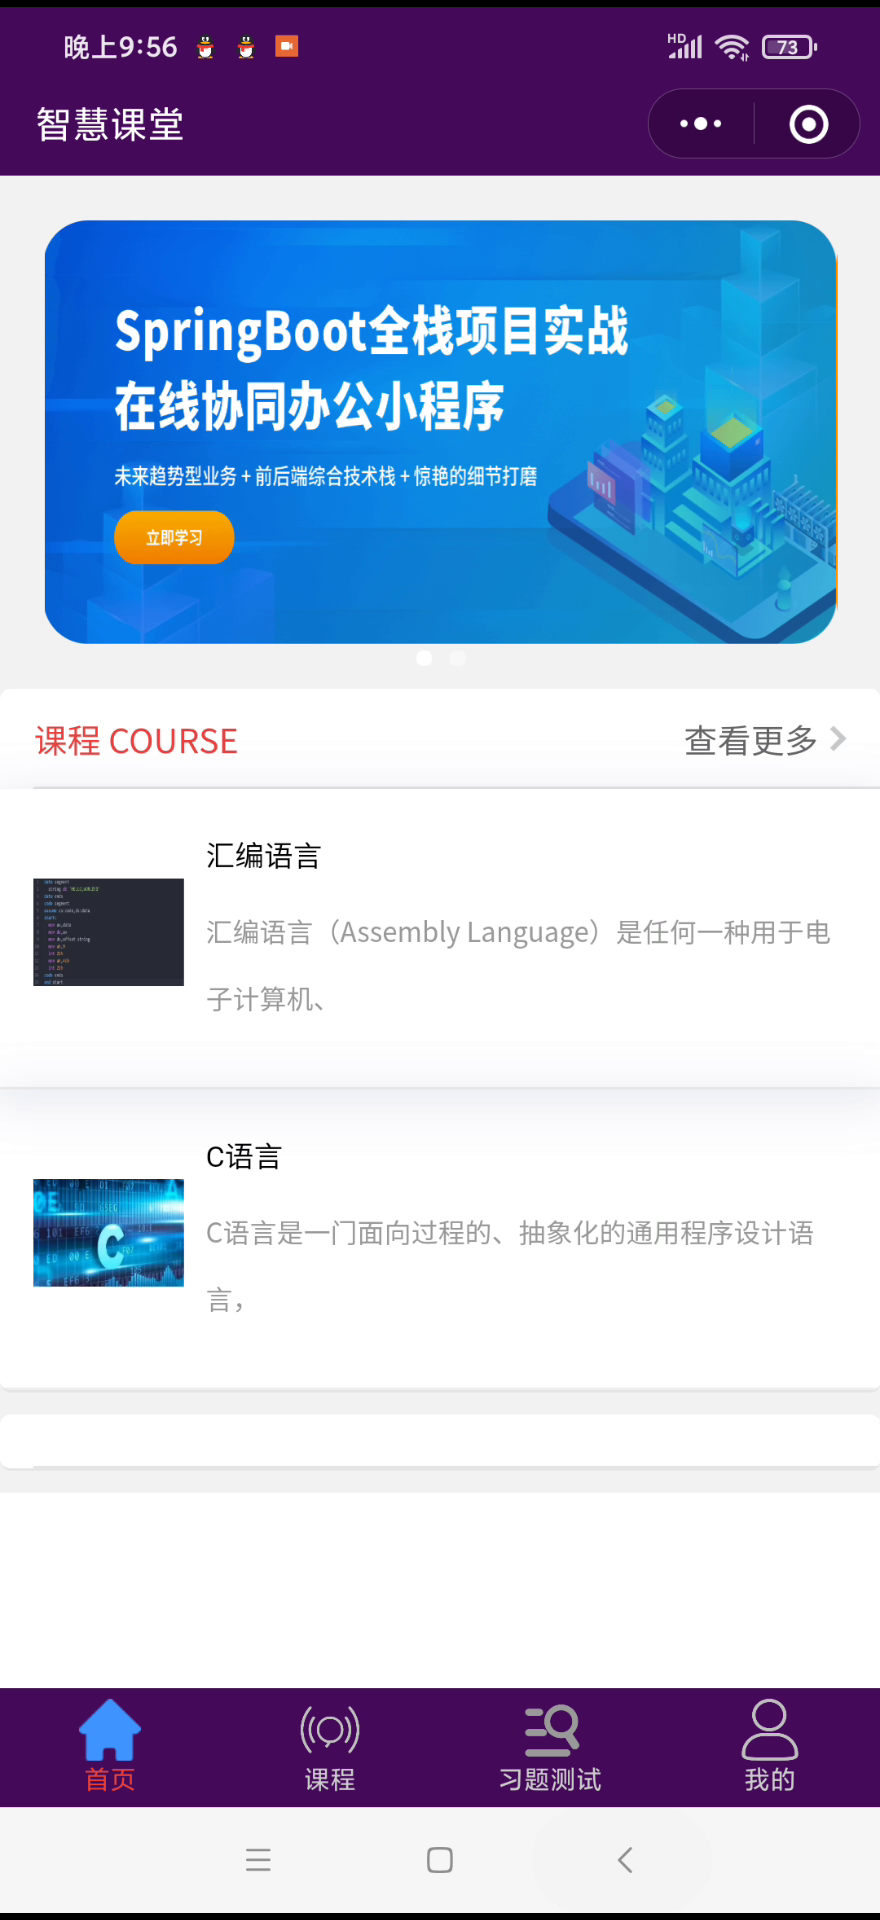 晚上9:56
HD
73
智慧课堂
SpringBoot全栈项目实战
在线协同办公小程序
未来趋势型业务 + 前后端综合技术栈 + 惊艳的细节打磨
立即学习
课程 COURSE
查看更多
汇编语言
汇编语言（Assembly Language）是任何一种用于电
子计算机、
C语言
C语言是一门面向过程的、抽象化的通用程序设计语
言，
首页
课程
习题测试
我的